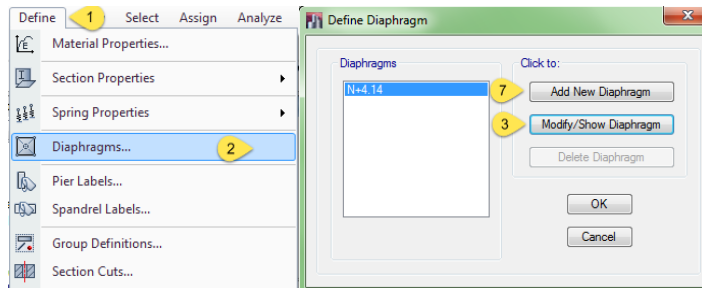 Define 1 Select Assign Analyze
Material Properties...
Section Properties
Spring Properties
Diaphragms... 2
Pier Labels...
Spandrel Labels...
Group Definitions...
Section Cuts...
Define Diaphragm
Diaphragms
N+4.14
Click to:
7 Add New Diaphragm
3 Modify/Show Diaphragm
Delete Diaphragm
OK
Cancel